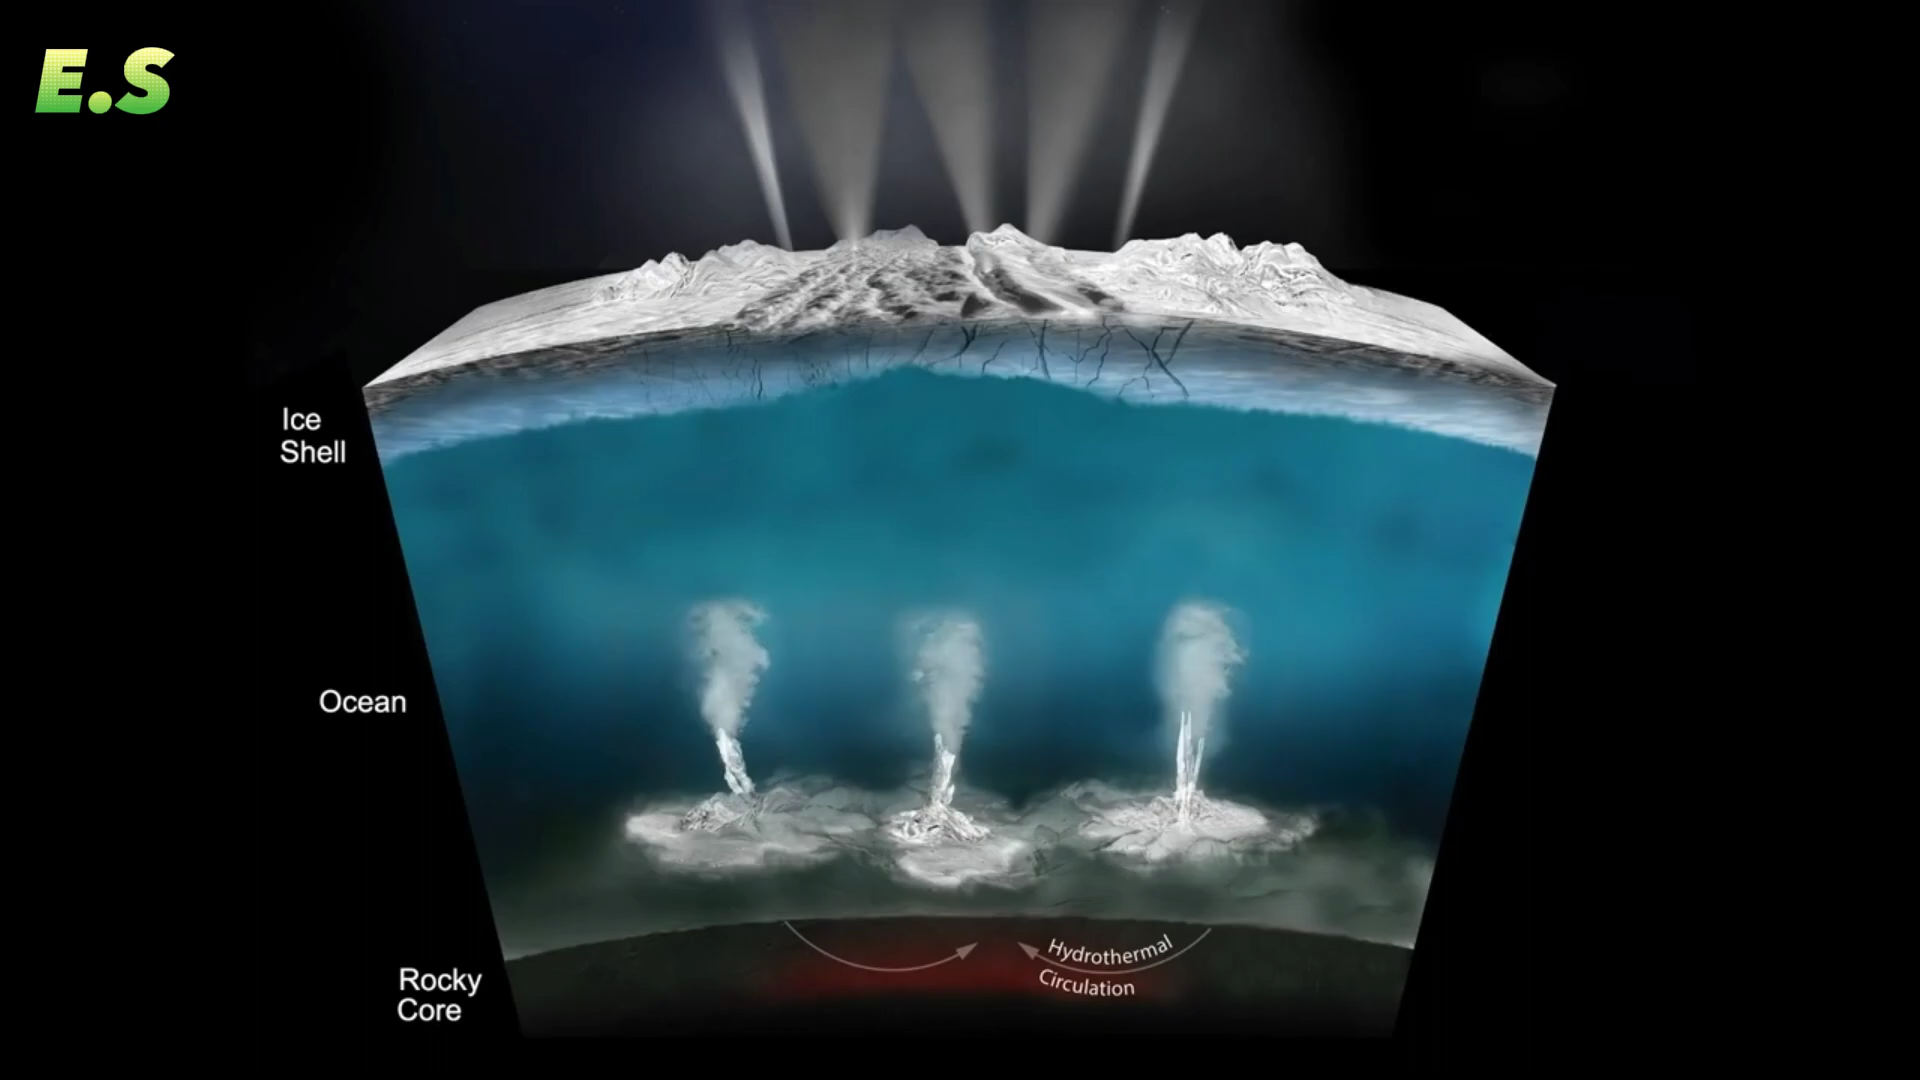 E.S
Ice
Shell
Ocean
Rocky
Core
Hydrothermal
Circulation